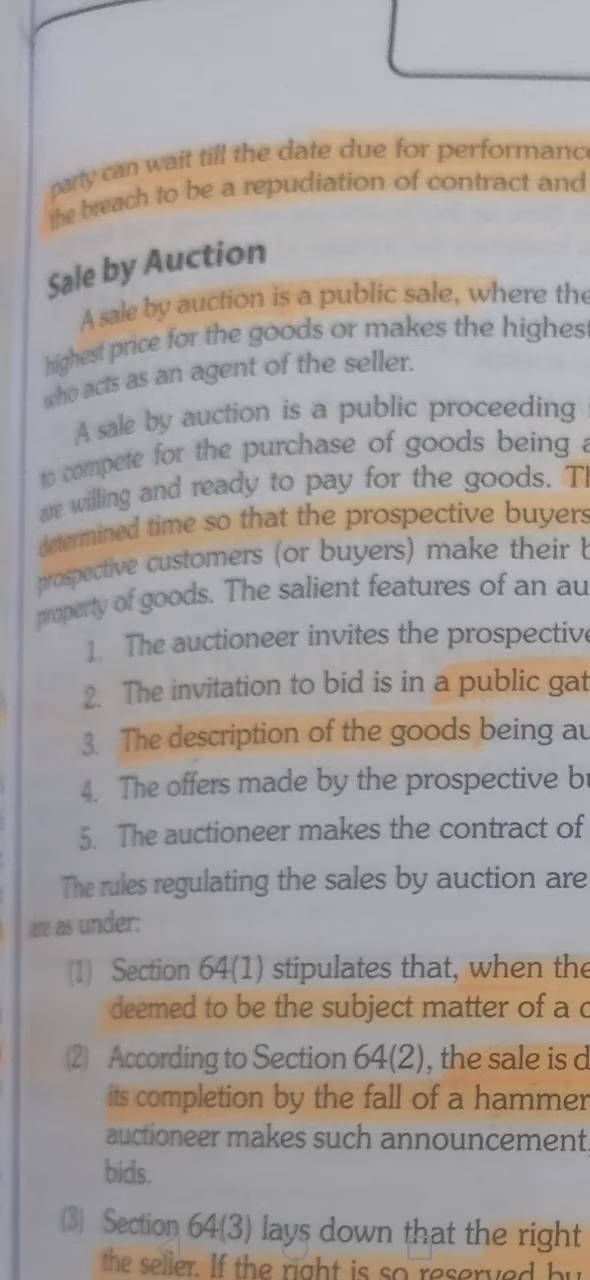 party can wait till the date due for performance
the breach to be a repudiation of contract and
Sale by Auction
A sale by auction is a public sale, where the
highest price for the goods or makes the highest
who acts as an agent of the seller.
A sale by auction is a public proceeding
to compete for the purchase of goods being a
are willing and ready to pay for the goods. Th
determined time so that the prospective buyers
prospective customers (or buyers) make their b
property of goods. The salient features of an au
1. The auctioneer invites the prospective
2. The invitation to bid is in a public gat
3. The description of the goods being au
4. The offers made by the prospective bu
5. The auctioneer makes the contract of
The rules regulating the sales by auction are
are as under:
(1) Section 64(1) stipulates that, when the
deemed to be the subject matter of a c
(2) According to Section 64(2), the sale is d
its completion by the fall of a hammer
auctioneer makes such announcement,
bids.
(3) Section 64(3) lays down that the right
the seller. If the right is so reserved by